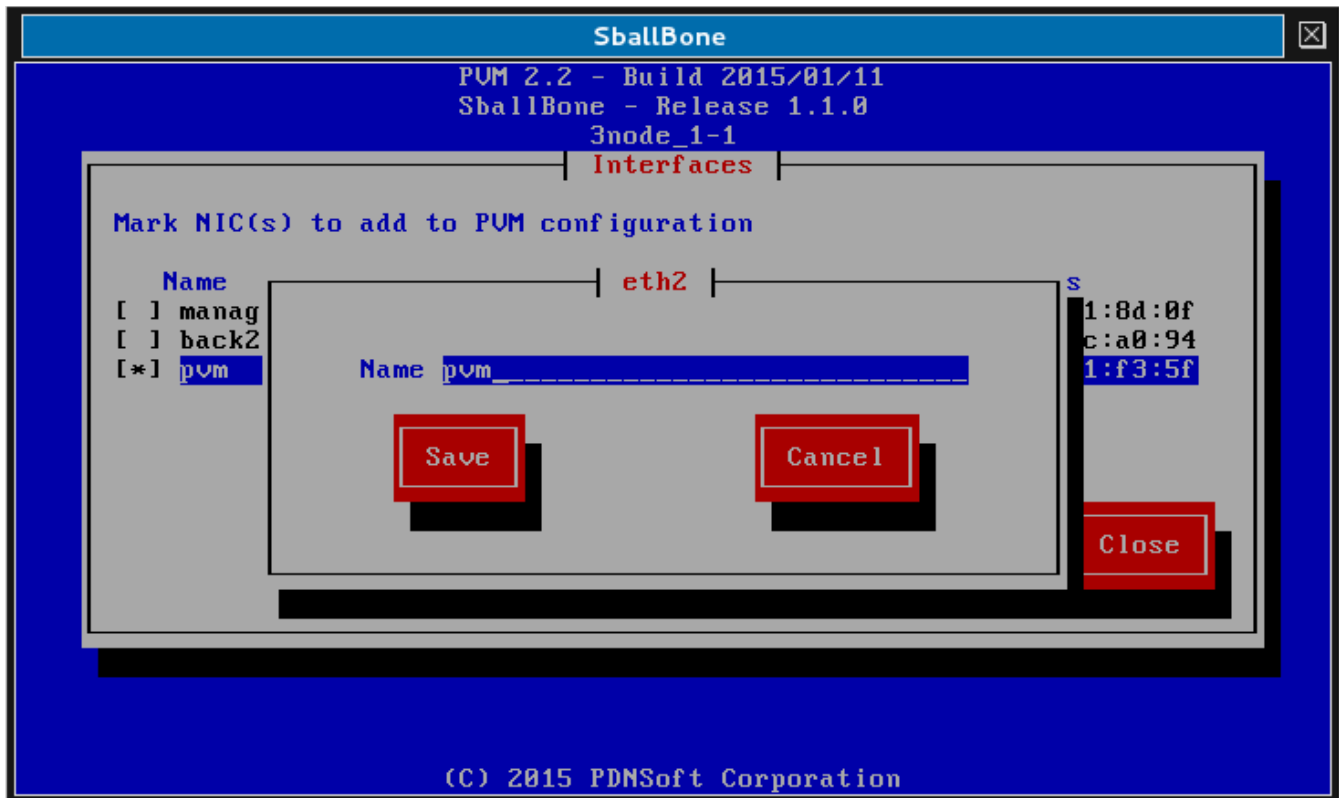 SballBone
PVM 2.2 - Build 2015/01/11
SballBone - Release 1.1.0
3node_1-1
Interfaces
Mark NIC(s) to add to PVM configuration
Name s
eth2
[ ] manag 1:8d:0f
[ ] back2 c:a0:94
[*] pvm 1:f3:5f
Name pvm
Save Cancel
Close
(C) 2015 PDNSoft Corporation